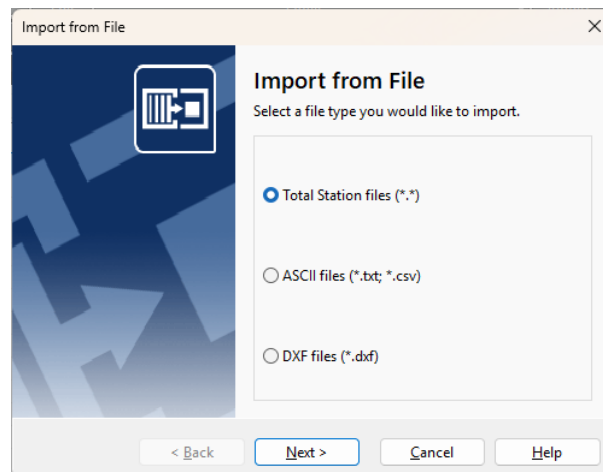 Import from File
Import from File
Select a file type you would like to import.
Total Station files (*.*)
ASCII files (*.txt; *.csv)
DXF files (*.dxf)
< Back Next > Cancel Help